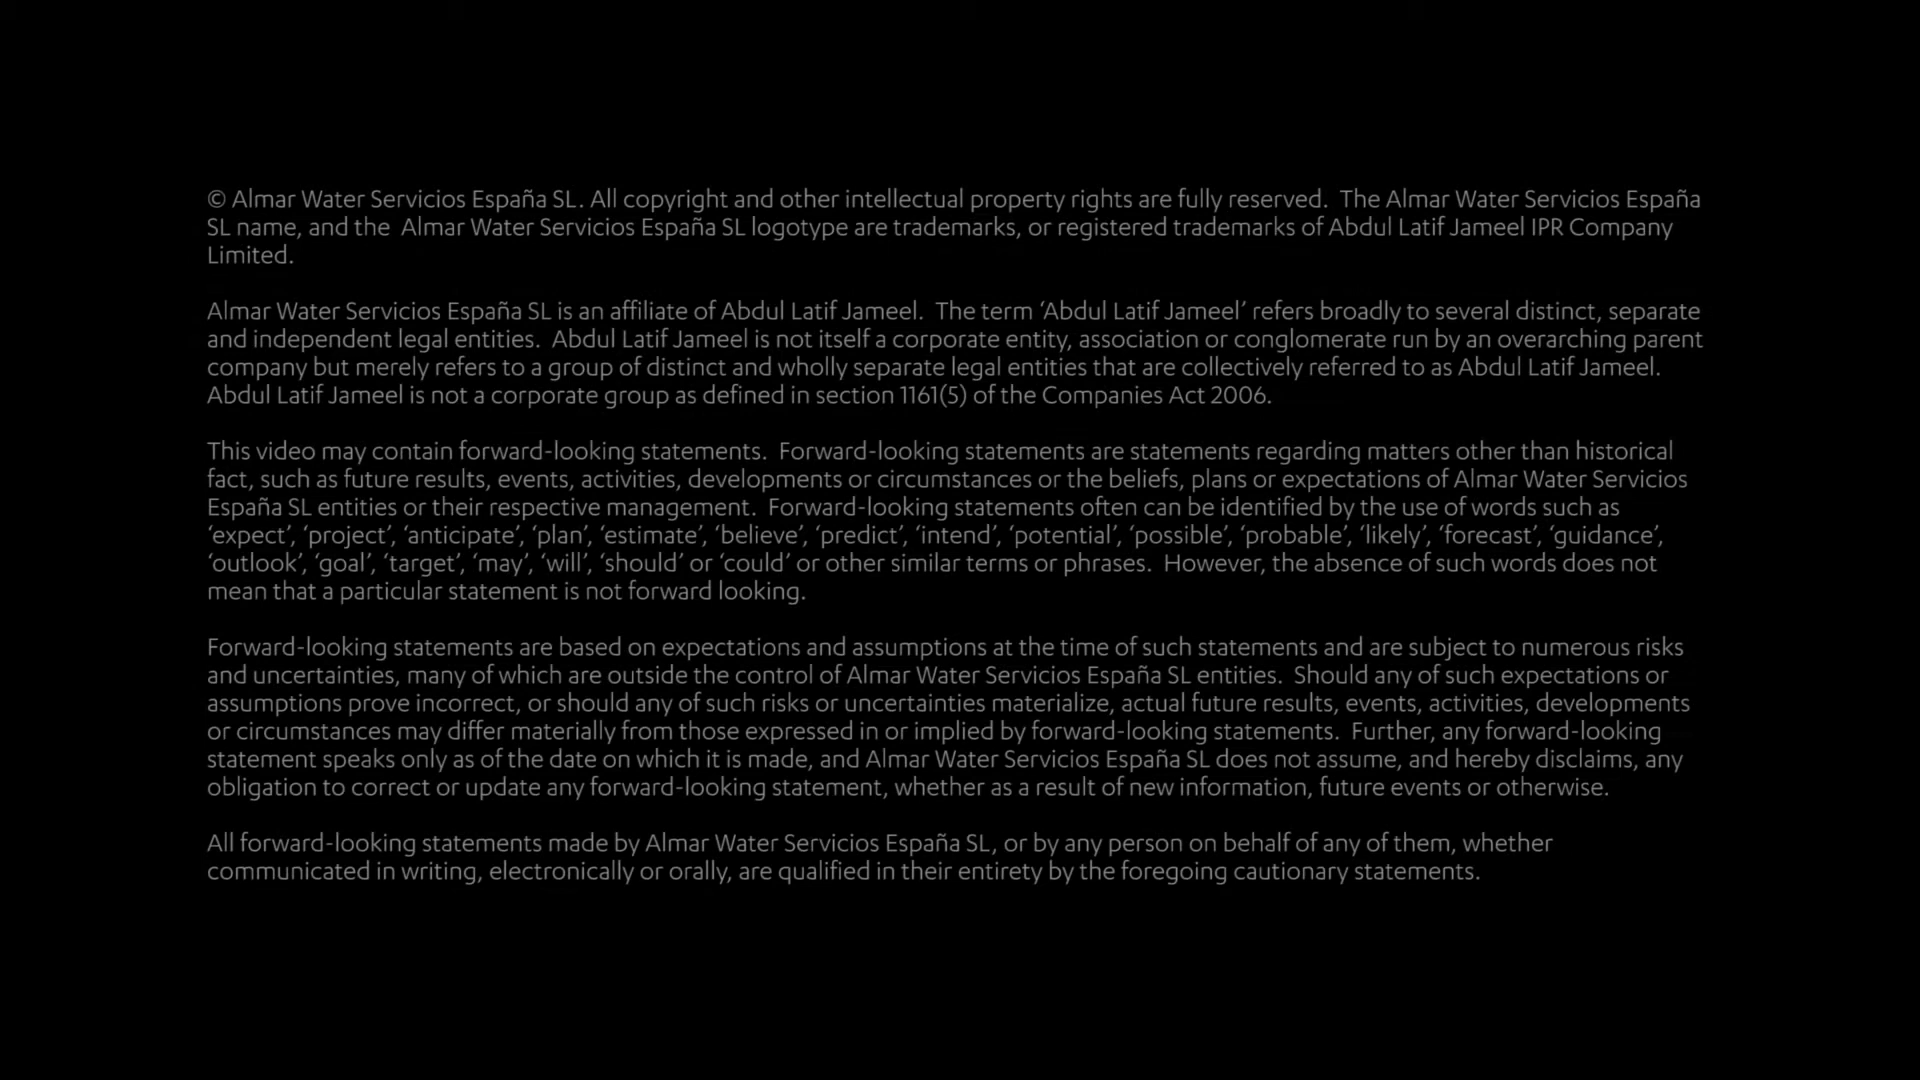 © Almar Water Servicios España SL. All copyright and other intellectual property rights are fully reserved.  The Almar Water Servicios España
SL name, and the  Almar Water Servicios España SL logotype are trademarks, or registered trademarks of Abdul Latif Jameel IPR Company
Limited.
Almar Water Servicios España SL is an affiliate of Abdul Latif Jameel.  The term ‘Abdul Latif Jameel’ refers broadly to several distinct, separate
and independent legal entities.  Abdul Latif Jameel is not itself a corporate entity, association or conglomerate run by an overarching parent
company but merely refers to a group of distinct and wholly separate legal entities that are collectively referred to as Abdul Latif Jameel.
Abdul Latif Jameel is not a corporate group as defined in section 1161(5) of the Companies Act 2006.
This video may contain forward-looking statements.  Forward-looking statements are statements regarding matters other than historical
fact, such as future results, events, activities, developments or circumstances or the beliefs, plans or expectations of Almar Water Servicios
España SL entities or their respective management.  Forward-looking statements often can be identified by the use of words such as
‘expect’, ‘project’, ‘anticipate’, ‘plan’, ‘estimate’, ‘believe’, ‘predict’, ‘intend’, ‘potential’, ‘possible’, ‘probable’, ‘likely’, ‘forecast’, ‘guidance’,
‘outlook’, ‘goal’, ‘target’, ‘may’, ‘will’, ‘should’ or ‘could’ or other similar terms or phrases.  However, the absence of such words does not
mean that a particular statement is not forward looking.
Forward-looking statements are based on expectations and assumptions at the time of such statements and are subject to numerous risks
and uncertainties, many of which are outside the control of Almar Water Servicios España SL entities.  Should any of such expectations or
assumptions prove incorrect, or should any of such risks or uncertainties materialize, actual future results, events, activities, developments
or circumstances may differ materially from those expressed in or implied by forward-looking statements.  Further, any forward-looking
statement speaks only as of the date on which it is made, and Almar Water Servicios España SL does not assume, and hereby disclaims, any
obligation to correct or update any forward-looking statement, whether as a result of new information, future events or otherwise.
All forward-looking statements made by Almar Water Servicios España SL, or by any person on behalf of any of them, whether
communicated in writing, electronically or orally, are qualified in their entirety by the foregoing cautionary statements.